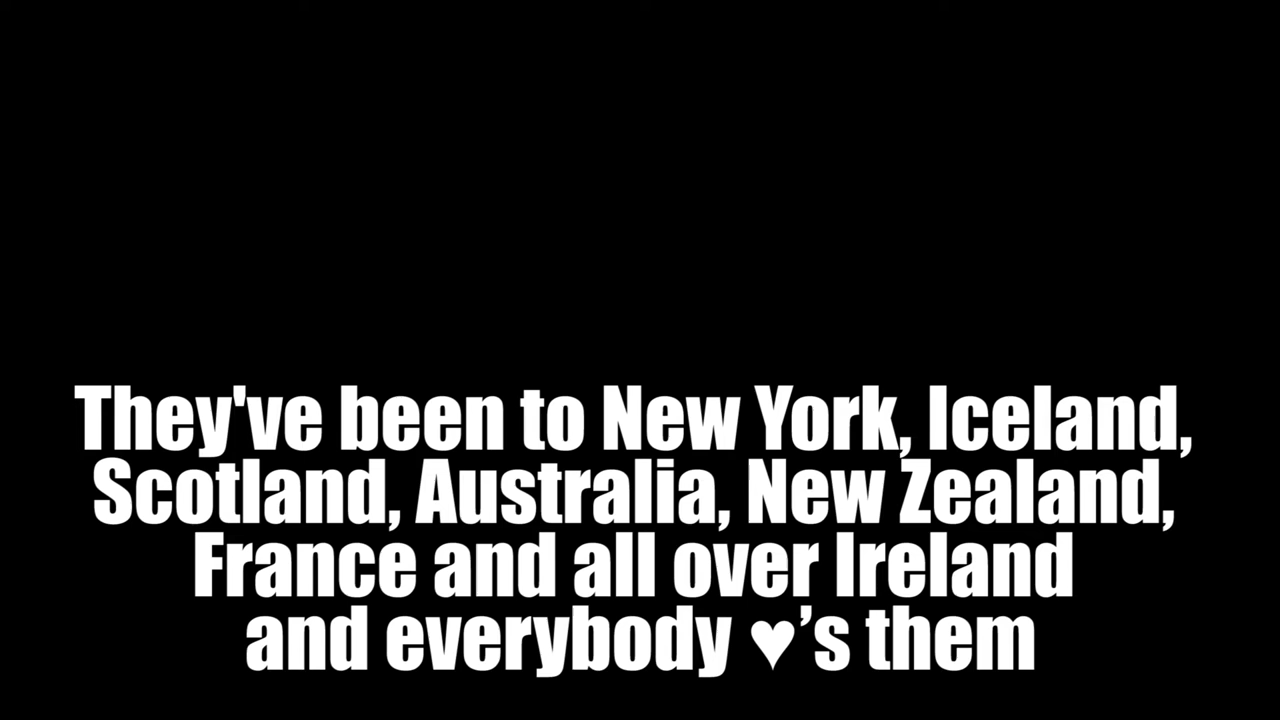 They've been to New York, Iceland,
Scotland, Australia, New Zealand,
France and all over Ireland
and everybody ♥’s them